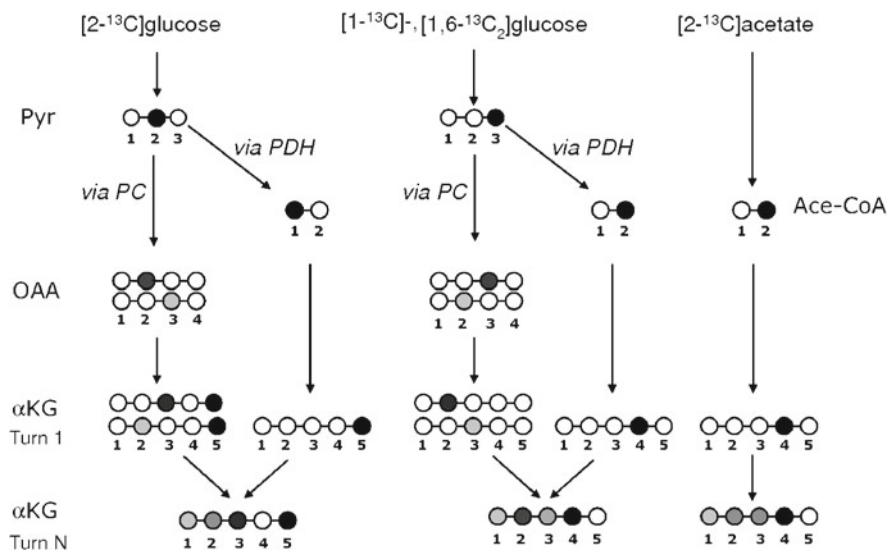 [2-¹³C]glucose [1-¹³C]-,[1,6-¹³C₂]glucose [2-¹³C]acetate
Pyr
1 2 3 1 2 3
via PDH via PDH
via PC via PC
Ace-CoA
1 2 1 2 1 2
OAA
1 2 3 4 1 2 3 4
αKG
Turn 1
1 2 3 4 5 1 2 3 4 5 1 2 3 4 5 1 2 3 4 5 1 2 3 4 5
αKG
Turn N
1 2 3 4 5 1 2 3 4 5 1 2 3 4 5